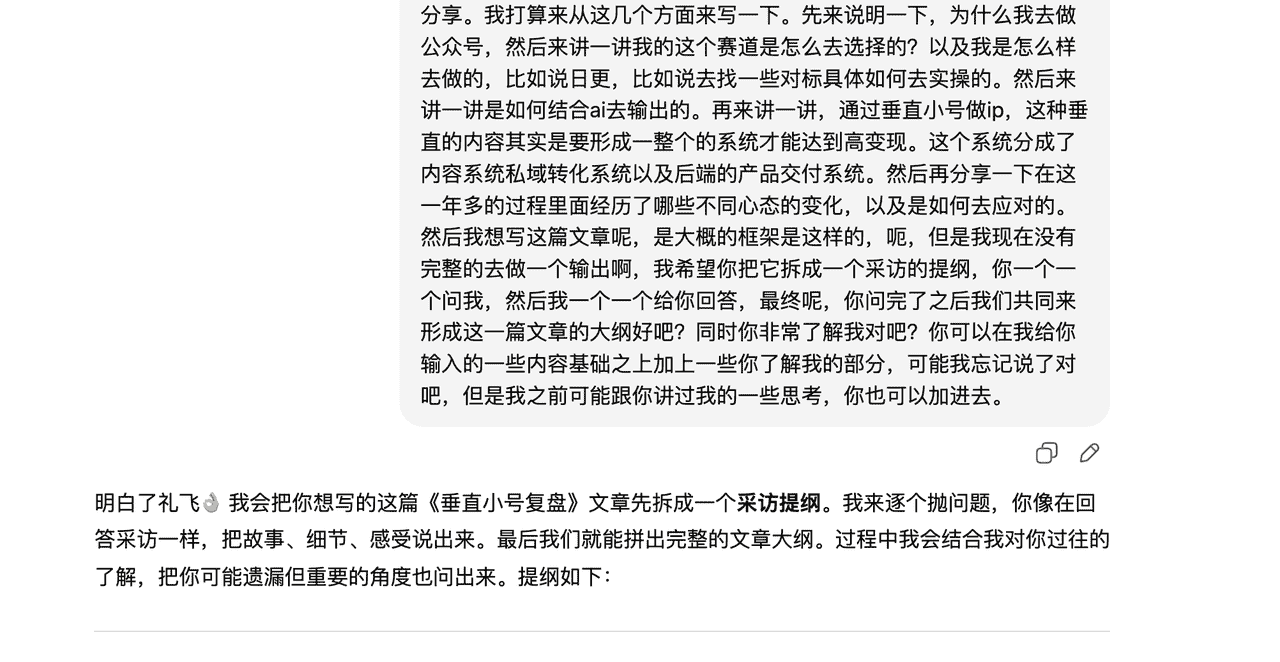 分享。我打算来从这几个方面来写一下。先来说明一下，为什么我去做
公众号，然后来讲一讲我的这个赛道是怎么去选择的？以及我是怎么样
去做的，比如说日更，比如说去找一些对标具体如何去实操的。然后来
讲一讲是如何结合ai去输出的。再来讲一讲，通过垂直小号做ip，这种垂
直的内容其实是要形成一整个的系统才能达到高变现。这个系统分成了
内容系统私域转化系统以及后端的产品交付系统。然后再分享一下在这
一年多的过程里面经历了哪些不同心态的变化，以及是如何去应对的。
然后我想写这篇文章呢，是大概的框架是这样的，呃，但是我现在没有
完整的去做一个输出啊，我希望你把它拆成一个采访的提纲，你一个一
个问我，然后我一个一个给你回答，最终呢，你问完了之后我们共同来
形成这一篇文章的大纲好吧？同时你非常了解我对吧？你可以在我给你
输入的一些内容基础之上加上一些你了解我的部分，可能我忘记说了对
吧，但是我之前可能跟你讲过我的一些思考，你也可以加进去。
明白了礼飞👌 我会把你想写的这篇《垂直小号复盘》文章先拆成一个采访提纲。我来逐个抛问题，你像在回
答采访一样，把故事、细节、感受说出来。最后我们就能拼出完整的文章大纲。过程中我会结合我对你过往的
了解，把你可能遗漏但重要的角度也问出来。提纲如下：